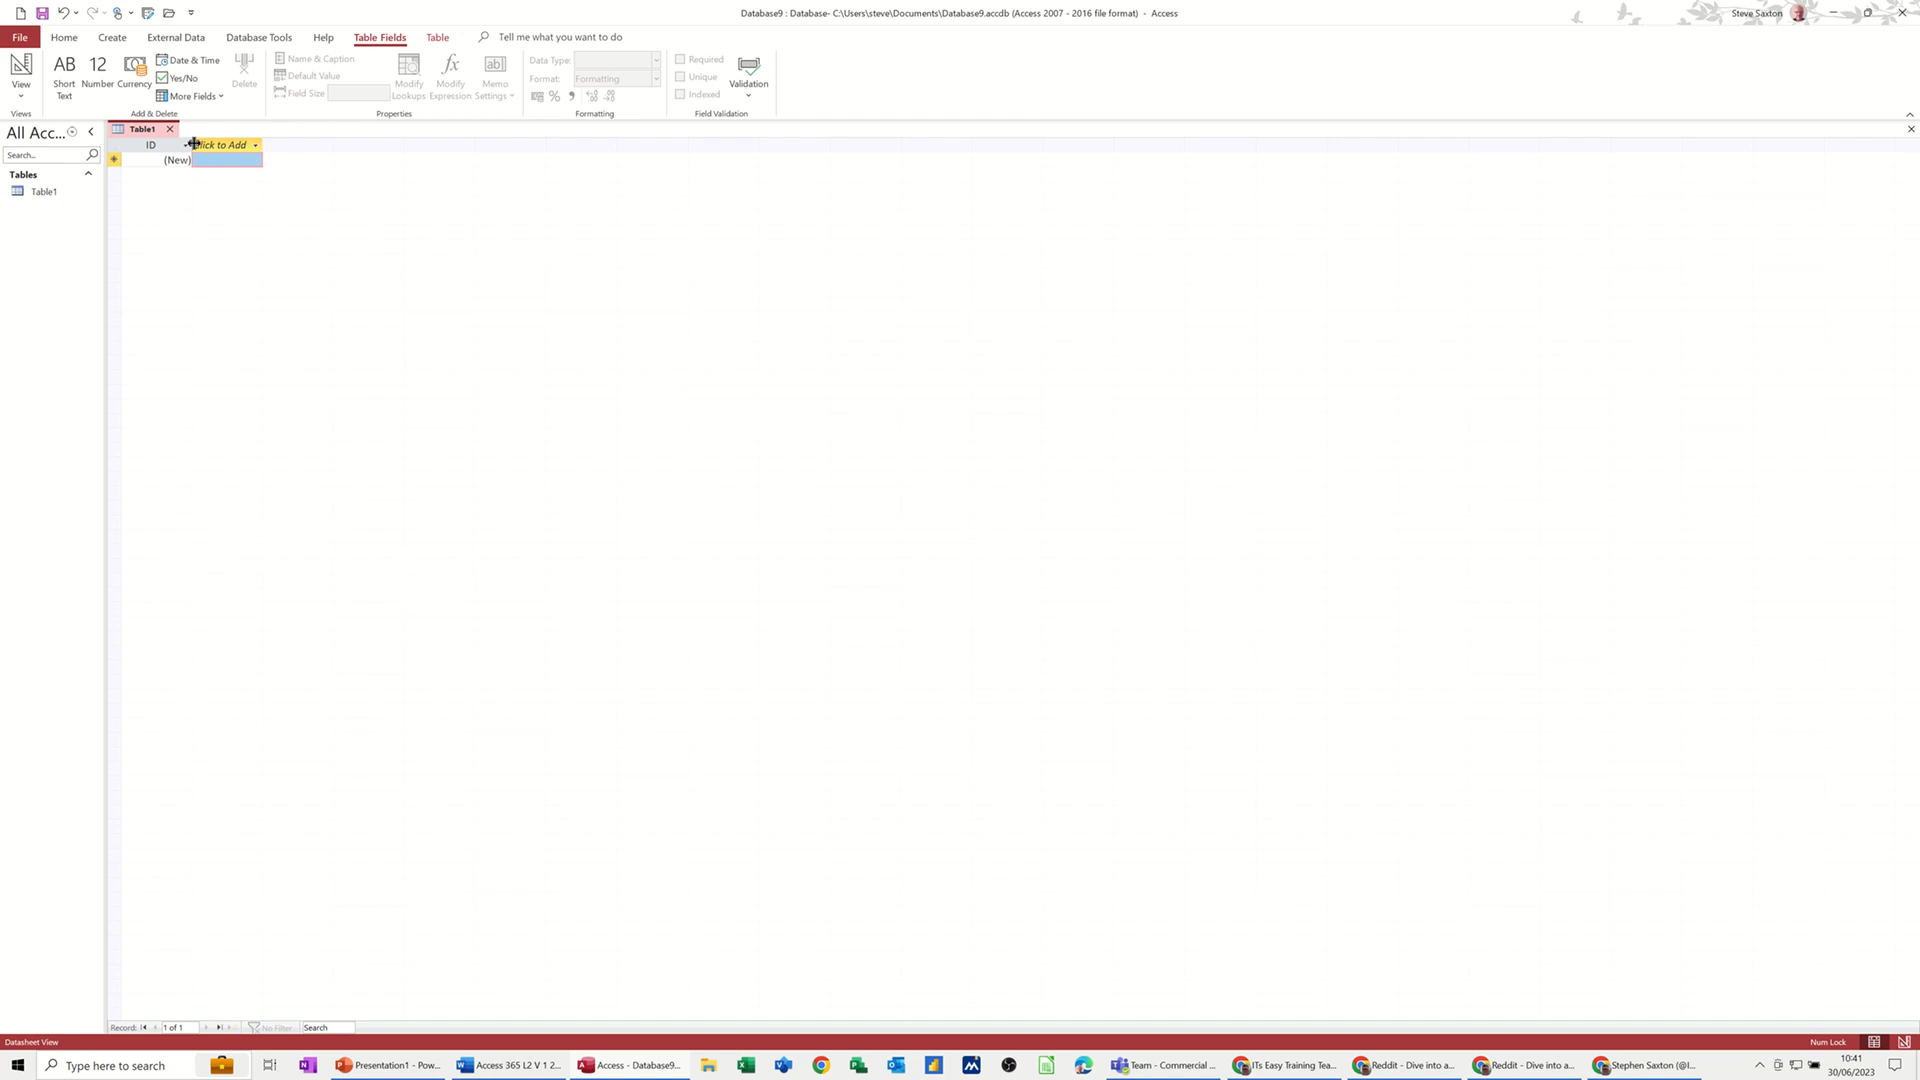 Database9 : Database- C:\Users\steve\Documents\Database9.accdb (Access 2007 - 2016 file format) - Access
Steve Saxton
File Home Create External Data Database Tools Help Table Fields Table Tell me what you want to do
View
Views
AB Short Text
12 Number
Currency
Date & Time
Yes/No
More Fields
Delete
Add & Delete
Name & Caption
Default Value
Field Size
Modify Lookups
fx Modify Expression
ab Memo Settings
Properties
Data Type:
Format: Formatting
%
Formatting
Required
Unique
Indexed
Validation
Field Validation
All Acc...
Search...
Tables
Table1
Table1
ID to Add
(New)
Record: 1 of 1 No Filter Search
Datasheet View
Num Lock
Type here to search
Presentation1 - Pow...
Access 365 L2 V 1 2...
Access - Database9...
Team - Commercial ...
ITs Easy Training Tea...
Reddit - Dive into a...
Reddit - Dive into a...
Stephen Saxton (@I...
10:41
30/06/2023